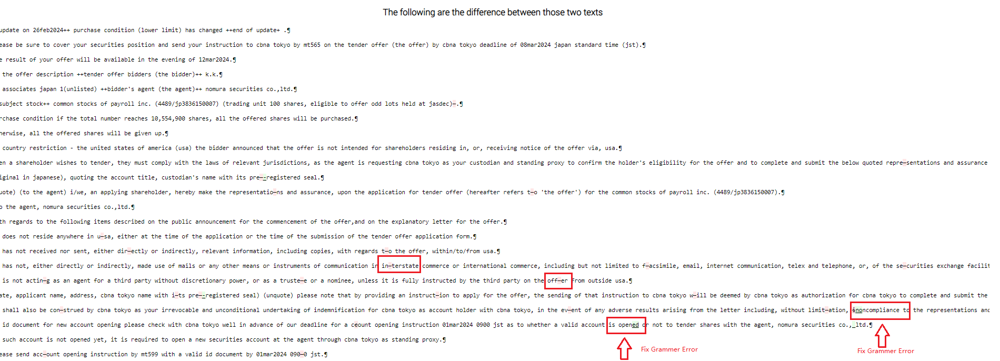 The following are the difference between those two texts
update on 26feb2024++ purchase condition (lower limit) has changed ++end of update+ .¶
ease be sure to cover your securities position and send your instruction to cbna tokyo by mt565 on the tender offer (the offer) by cbna tokyo deadline of 08mar2024 japan standard time (jst).¶
e result of your offer will be available in the evening of 12mar2024.¶
the offer description ++tender offer bidders (the bidder)++ k.k.¶
associates japan 1(unlisted) ++bidder's agent (the agent)++ nomura securities co.,ltd.¶
subject stock++ common stocks of payroll inc. (4489/jp3836150007) (trading unit 100 shares, eligible to offer odd lots held at jasdec)-.¶
rchase condition if the total number reaches 10,554,900 shares, all the offered shares will be purchased.¶
herwise, all the offered shares will be given up.¶
country restriction - the united states of america (usa) the bidder announced that the offer is not intended for shareholders residing in, or, receiving notice of the offer via, usa.¶
en a shareholder wishes to tender, they must comply with the laws of relevant jurisdictions, as the agent is requesting cbna tokyo as your custodian and standing proxy to confirm the holder's eligibility for the offer and to complete and submit the below quoted repre-sentations and assurance
iginal in japanese), quoting the account title, custodian's name with its pre--registered seal.¶
uote) (to the agent) i/we, an applying shareholder, hereby make the representatio-ns and assurance, upon the application for tender offer (hereafter refers t-o 'the offer') for the common stocks of payroll inc. (4489/jp3836150007).¶
o the agent, nomura securities co.,ltd.¶
th regards to the following items described on the public announcement for the commencement of the offer,and on the explanatory letter for the offer.¶
does not reside anywhere in u-sa, either at the time of the application or the time of the submission of the tender offer application form.¶
has not received nor sent, either dir-ectly or indirectly, relevant information, including copies, with regards t-o the offer, within/to/from usa.¶
has not, either directly or indirectly, made use of mails or any other means or instruments of communication in in-terstate commerce or international commerce, including but not limited to f-acsimile, email, internet communication, telex and telephone, or, of the se-curities exchange facilit
is not actin-g as an agent for a third party without discretionary power, or as a truste-e or a nominee, unless it is fully instructed by the third party on the off-er from outside usa.¶
ate, applicant name, address, cbna tokyo name with i-ts pre--registered seal) (unquote) please note that by providing an instruct-ion to apply for the offer, the sending of that instruction to cbna tokyo w-ill be deemed by cbna tokyo as authorization for cbna tokyo to complete and submit the
shall also be con-strued by cbna tokyo as your irrevocable and unconditional undertaking of indemnification for cbna tokyo as account holder with cbna tokyo, in the ev-ent of any adverse results arising from the letter including, without limit-ation, inoncompliance to the representations and
id document for new account opening please check with cbna tokyo well in advance of our deadline for a count opening instruction 01mar2024 0900 jst as to whether a valid account is opened or not to tender shares with the agent, nomura securities co., ltd.¶
such account is not opened yet, it is required to open a new securities account at the agent through cbna tokyo as standing proxy.¶
Fix Grammer Error
Fix Grammer Error
ease send acc-ount opening instruction by mt599 with a valid id document by 01mar2024 090-0 jst.¶